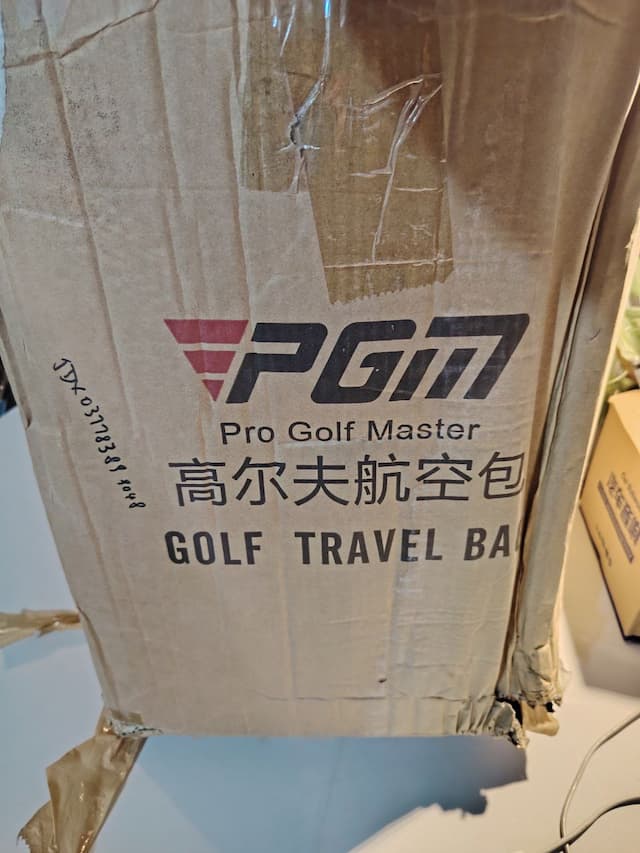 PGM
Pro Golf Master
高尔夫航空包
GOLF TRAVEL BA